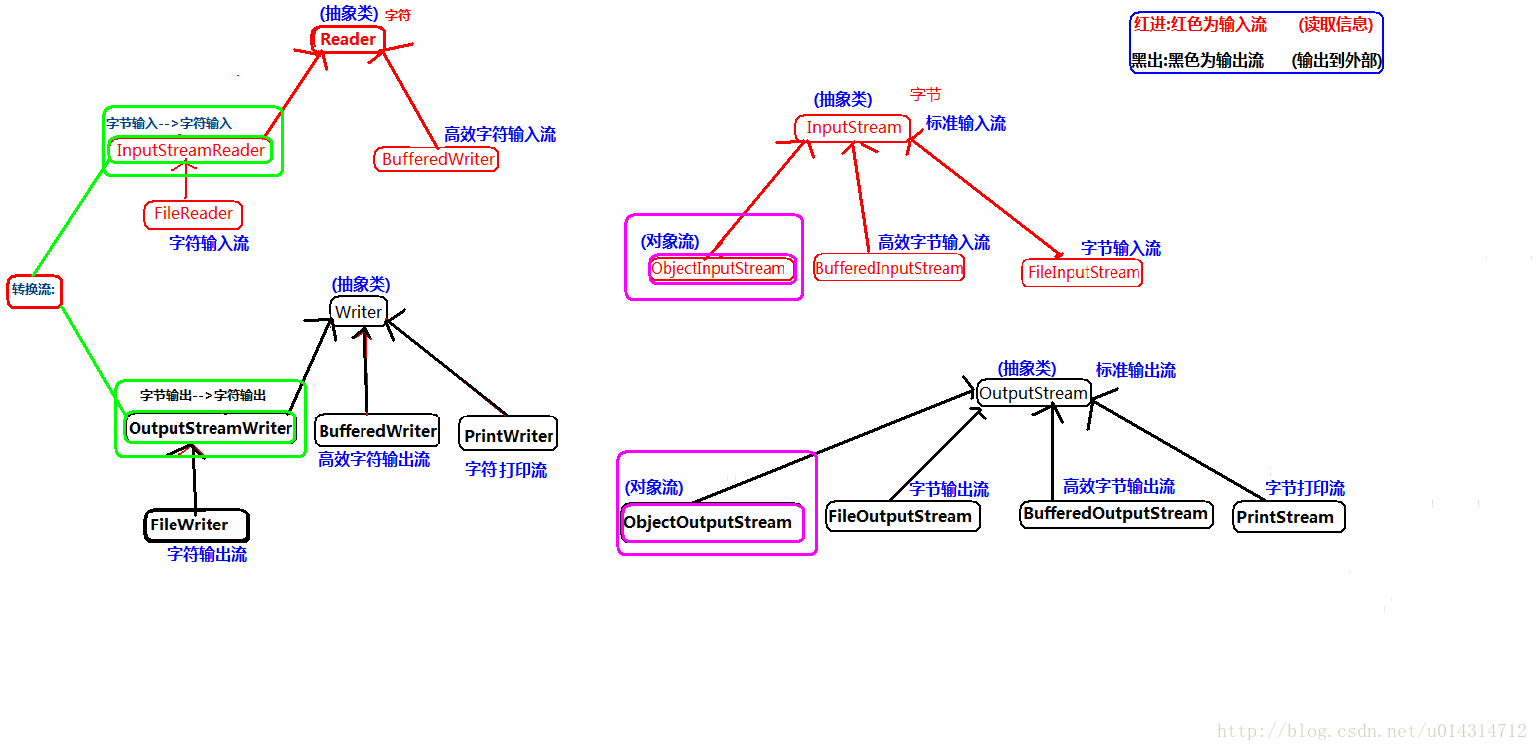 (抽象类) 字符
Reader
字节输入-->字符输入
InputStreamReader
高效字符输入流
BufferedWriter
FileReader
字符输入流
转换流:
(抽象类)
Writer
字节输出-->字符输出
OutputStreamWriter
BufferedWriter
高效字符输出流
PrintWriter
字符打印流
FileWriter
字符输出流
红进:红色为输入流 (读取信息)
黑出:黑色为输出流 (输出到外部)
(抽象类) 字节
InputStream 标准输入流
(对象流)
ObjectInputStream
高效字节输入流
BufferedInputStream
字节输入流
FileInputStream
(抽象类) 标准输出流
OutputStream
(对象流)
ObjectOutputStream
字节输出流
FileOutputStream
高效字节输出流
BufferedOutputStream
字节打印流
PrintStream
http://blog.csdn.net/u014314712